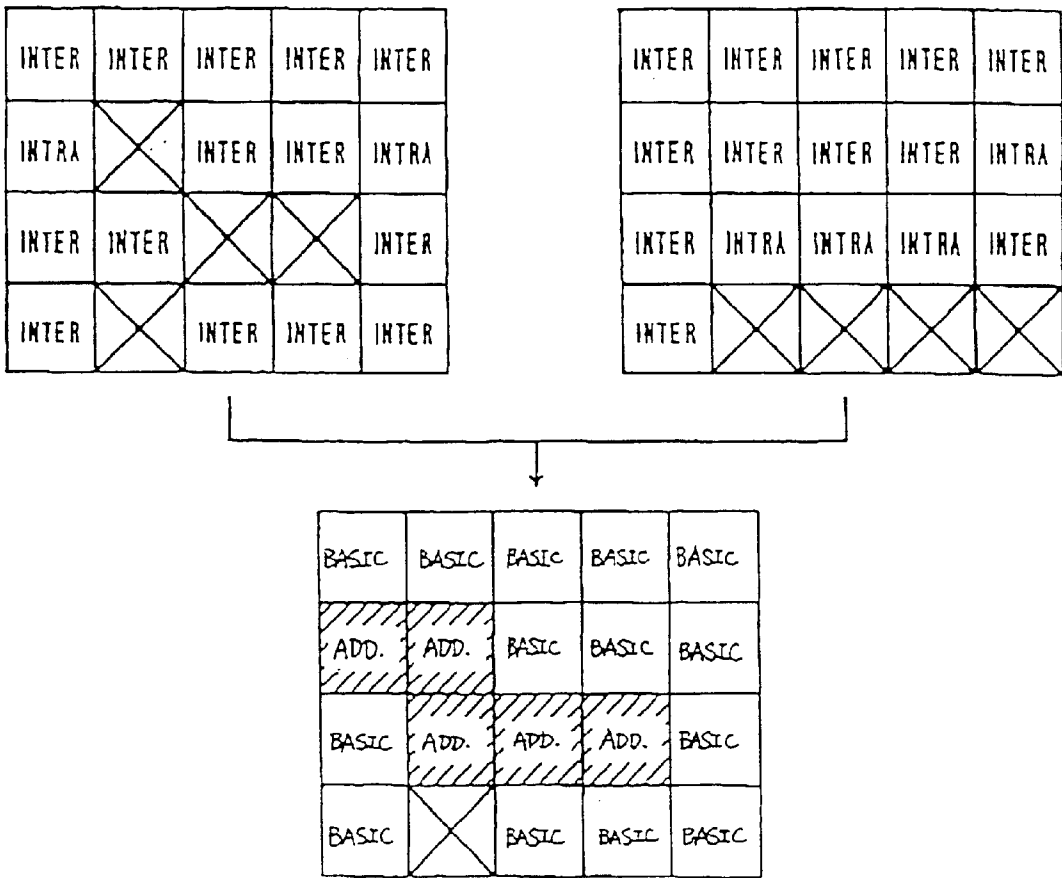 INTER INTER INTER INTER INTER
INTRA INTER INTER INTRA
INTER INTER INTER
INTER INTER INTER INTER
INTER INTER INTER INTER INTER
INTER INTER INTER INTER INTRA
INTER INTRA INTRA INTRA INTER
INTER
BASIC BASIC BASIC BASIC BASIC
ADD. ADD. BASIC BASIC BASIC
BASIC ADD. ADD. ADD. BASIC
BASIC BASIC BASIC BASIC